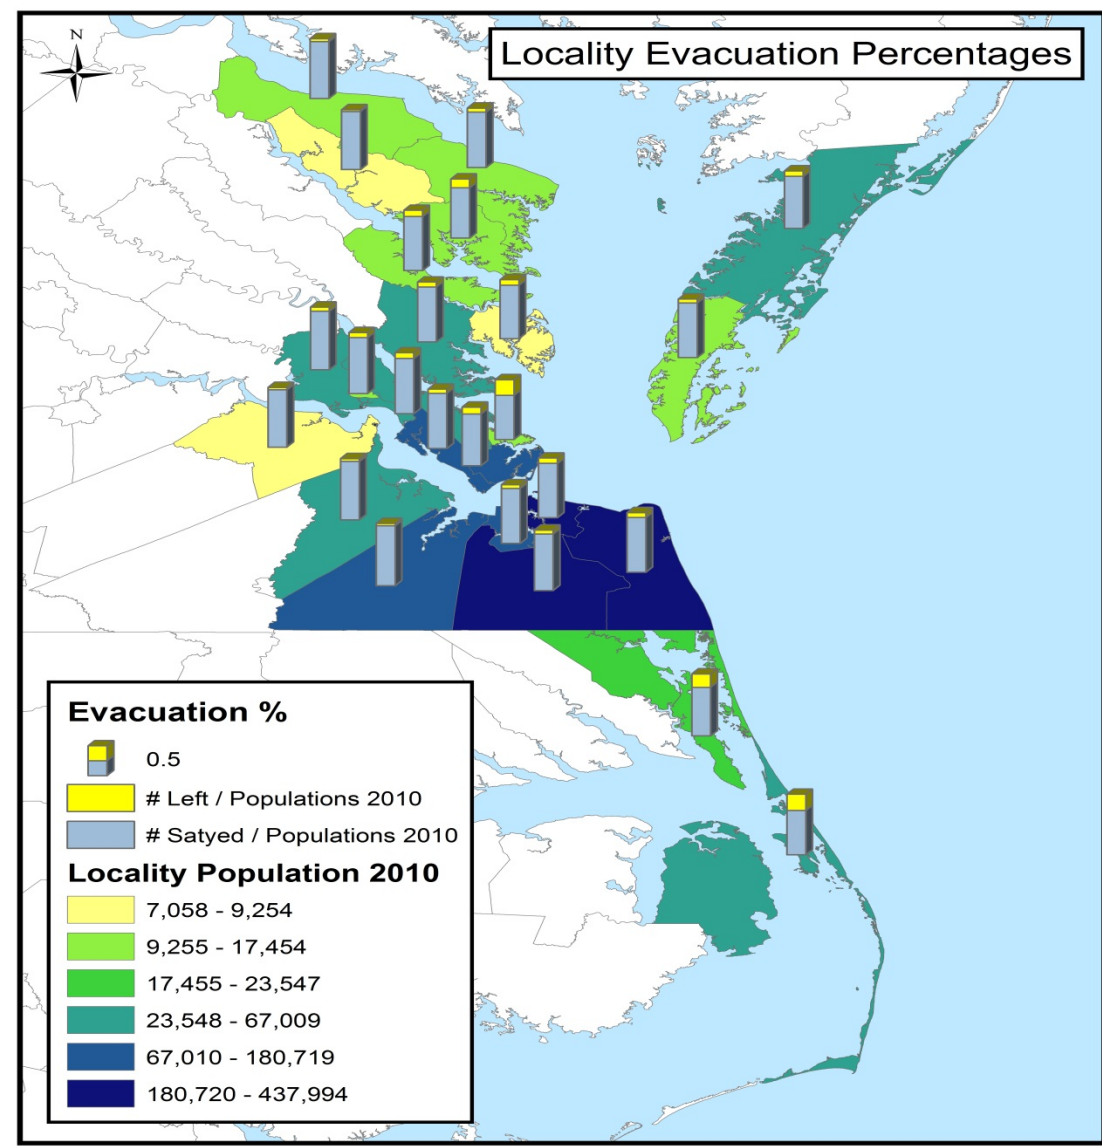 N
Locality Evacuation Percentages
Evacuation %
0.5
# Left / Populations 2010
# Satyed / Populations 2010
Locality Population 2010
7,058 - 9,254
9,255 - 17,454
17,455 - 23,547
23,548 - 67,009
67,010 - 180,719
180,720 - 437,994